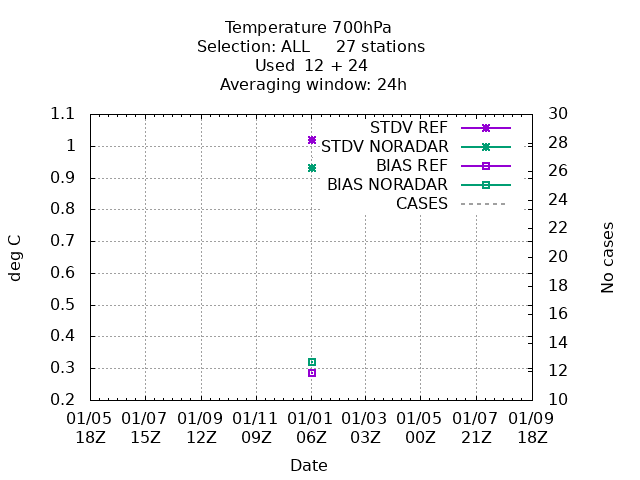 Temperature 700hPa
Selection: ALL 27 stations
Used 12 + 24
Averaging window: 24h
1.1
1
0.9
0.8
0.7
0.6
0.5
0.4
0.3
0.2
deg C
30
28
26
24
22
20
18
16
14
12
10
No cases
STDV REF
STDV NORADAR
BIAS REF
BIAS NORADAR
CASES
01/05 01/07 01/09 01/11 01/01 01/03 01/05 01/07 01/09
18Z 15Z 12Z 09Z 06Z 03Z 00Z 21Z 18Z
Date